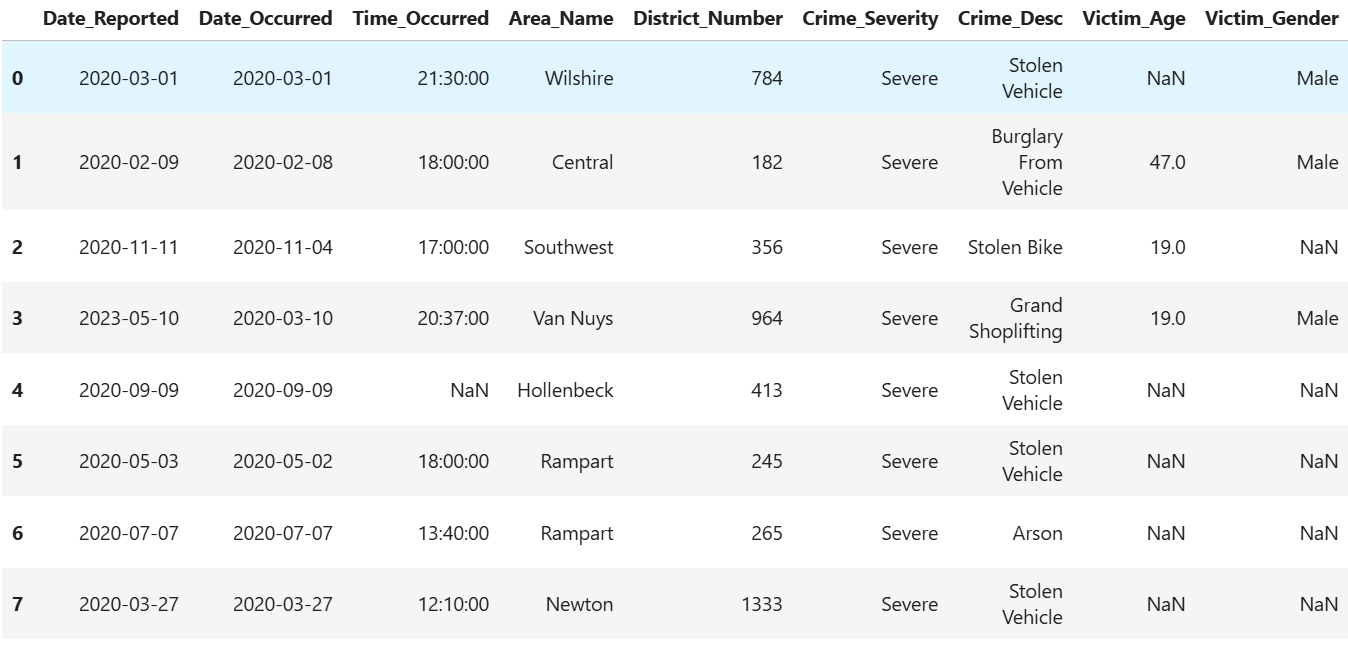 Date_Reported Date_Occurred Time_Occurred Area_Name District_Number Crime_Severity Crime_Desc Victim_Age Victim_Gender
0 2020-03-01 2020-03-01 21:30:00 Wilshire 784 Severe Stolen Vehicle NaN Male
1 2020-02-09 2020-02-08 18:00:00 Central 182 Severe Burglary From Vehicle 47.0 Male
2 2020-11-11 2020-11-04 17:00:00 Southwest 356 Severe Stolen Bike 19.0 NaN
3 2023-05-10 2020-03-10 20:37:00 Van Nuys 964 Severe Grand Shoplifting 19.0 Male
4 2020-09-09 2020-09-09 NaN Hollenbeck 413 Severe Stolen Vehicle NaN NaN
5 2020-05-03 2020-05-02 18:00:00 Rampart 245 Severe Stolen Vehicle NaN NaN
6 2020-07-07 2020-07-07 13:40:00 Rampart 265 Severe Arson NaN NaN
7 2020-03-27 2020-03-27 12:10:00 Newton 1333 Severe Stolen Vehicle NaN NaN